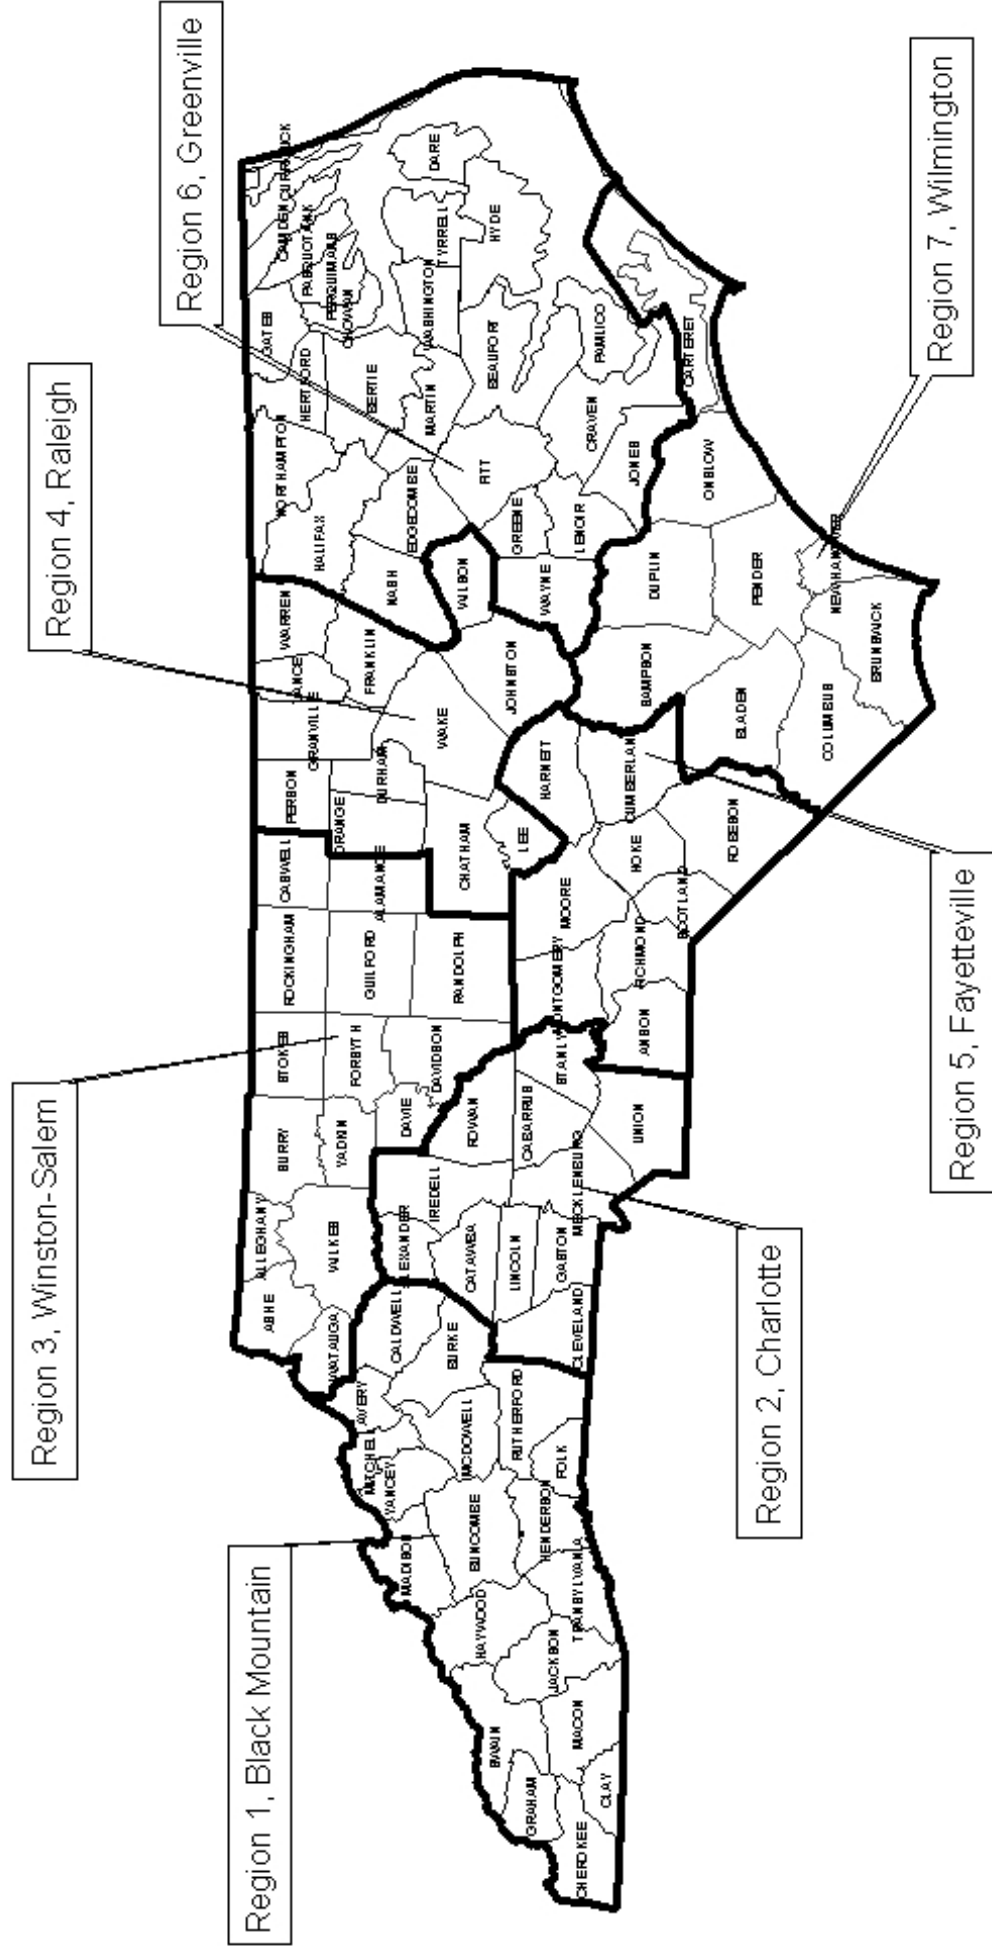 Region 3, Winston-Salem
Region 4, Raleigh
Region 6, Greenville
Region 1, Black Mountain
Region 2, Charlotte
Region 5, Fayetteville
Region 7, Wilmington
ASHE
ALLEGHANY
SURRY
STOKES
ROCKINGHAM
CASWELL
PERSON
GRANVILLE
VANCE
WARREN
NORTHAMPTON
HERTFORD
GATES
CAMDEN
CURRITUCK
PASQUOTANK
PERQUIMANS
CHOWAN
WATAUGA
WILKES
YADKIN
FORSYTH
GUILFORD
ALAMANCE
ORANGE
DURHAM
FRANKLIN
HALIFAX
BERTIE
MITCHELL
AVERY
CALDWELL
ALEXANDER
IREDELL
DAVIE
DAVIDSON
RANDOLPH
CHATHAM
WAKE
NASH
EDGECOMBE
MARTIN
WASHINGTON
TYRRELL
DARE
MADISON
YANCEY
MCDOWELL
BURKE
CATAWBA
ROWAN
LEE
JOHNSTON
WILSON
PITT
BEAUFORT
HYDE
SWAIN
HAYWOOD
BUNCOMBE
RUTHERFORD
LINCOLN
CABARRUS
STANLY
MONTGOMERY
MOORE
HARNETT
WAYNE
GREENE
LENOIR
CRAVEN
PAMLICO
GRAHAM
JACKSON
HENDERSON
POLK
CLEVELAND
GASTON
MECKLENBURG
CHEROKEE
CLAY
MACON
TRANSYLVANIA
UNION
ANSON
RICHMOND
SCOTLAND
HOKE
CUMBERLAND
SAMPSON
DUPLIN
JONES
ONSLOW
CARTERET
ROBESON
BLADEN
PENDER
COLUMBUS
BRUNSWICK
NEW HANOVER